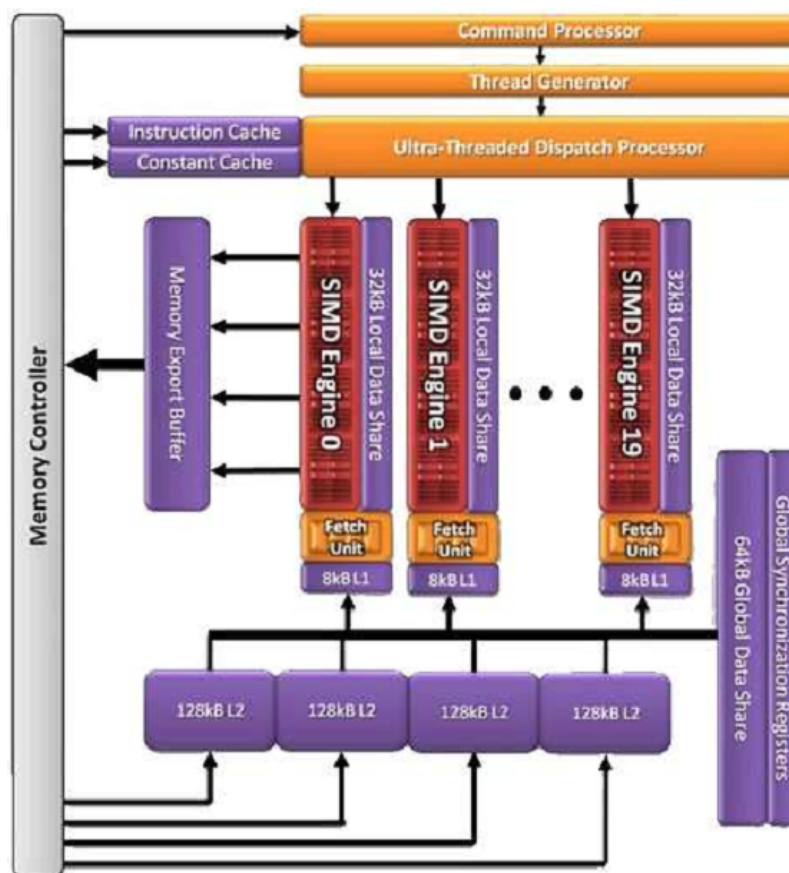 Command Processor
Thread Generator
Instruction Cache
Constant Cache
Ultra-Threaded Dispatch Processor
Memory Controller
Memory Export Buffer
SIMD Engine 0
32kB Local Data Share
SIMD Engine 1
32kB Local Data Share
SIMD Engine 19
32kB Local Data Share
Fetch
Unit
Fetch
Unit
Fetch
Unit
8kB L1
8kB L1
8kB L1
64kB Global Data Share
Global Synchronization Registers
128kB L2
128kB L2
128kB L2
128kB L2